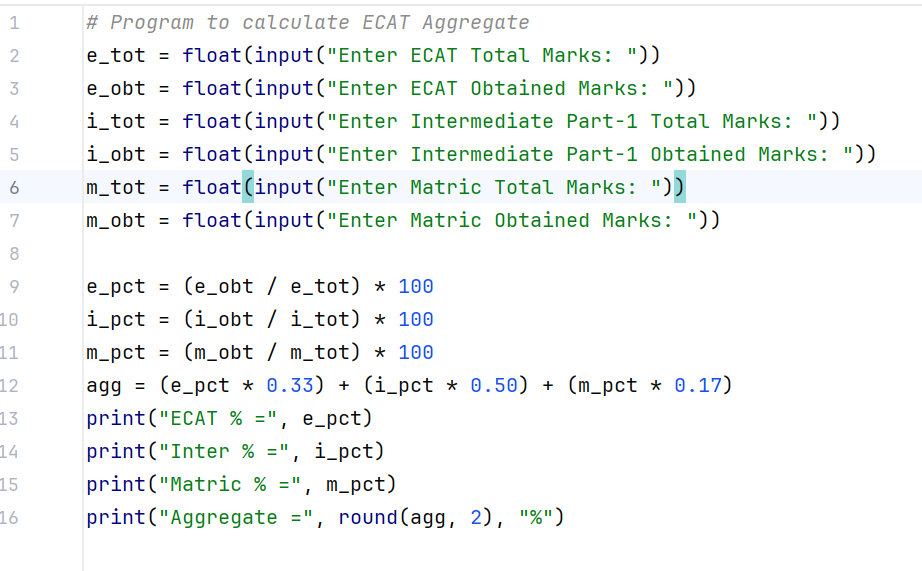 1 # Program to calculate ECAT Aggregate
2 e_tot = float(input("Enter ECAT Total Marks: "))
3 e_obt = float(input("Enter ECAT Obtained Marks: "))
4 i_tot = float(input("Enter Intermediate Part-1 Total Marks: "))
5 i_obt = float(input("Enter Intermediate Part-1 Obtained Marks: "))
6 m_tot = float(input("Enter Matric Total Marks: "))
7 m_obt = float(input("Enter Matric Obtained Marks: "))
8
9 e_pct = (e_obt / e_tot) * 100
10 i_pct = (i_obt / i_tot) * 100
11 m_pct = (m_obt / m_tot) * 100
12 agg = (e_pct * 0.33) + (i_pct * 0.50) + (m_pct * 0.17)
13 print("ECAT % =", e_pct)
14 print("Inter % =", i_pct)
15 print("Matric % =", m_pct)
16 print("Aggregate =", round(agg, 2), "%")